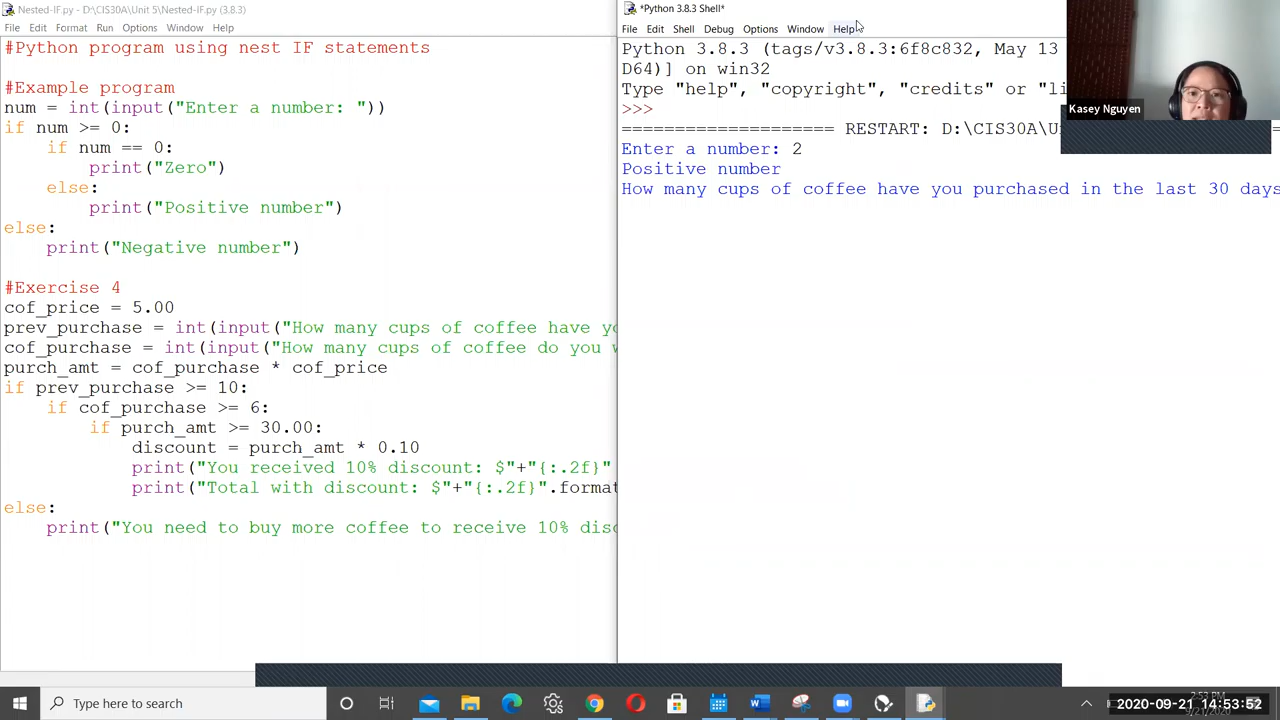 Nested-IF.py - D:\CIS30A\Unit 5\Nested-IF.py (3.8.3)
File Edit Format Run Options Window Help
#Python program using nest IF statements
#Example program
num = int(input("Enter a number: "))
if num >= 0:
if num == 0:
print("Zero")
else:
print("Positive number")
else:
print("Negative number")
#Exercise 4
cof_price = 5.00
prev_purchase = int(input("How many cups of coffee have yo
cof_purchase = int(input("How many cups of coffee do you w
purch_amt = cof_purchase * cof_price
if prev_purchase >= 10:
if cof_purchase >= 6:
if purch_amt >= 30.00:
discount = purch_amt * 0.10
print("You received 10% discount: $"+"{:.2f}"
print("Total with discount: $"+"{:.2f}".format
else:
print("You need to buy more coffee to receive 10% disc
*Python 3.8.3 Shell*
File Edit Shell Debug Options Window Help
Python 3.8.3 (tags/v3.8.3:6f8c832, May 13
D64)] on win32
Type "help", "copyright", "credits" or "li
>>>
==================== RESTART: D:\CIS30A\Un
Enter a number: 2
Positive number
How many cups of coffee have you purchased in the last 30 days
Kasey Nguyen
Type here to search
2:53 PM
2020-09-21 14:53:52
9/21/2020